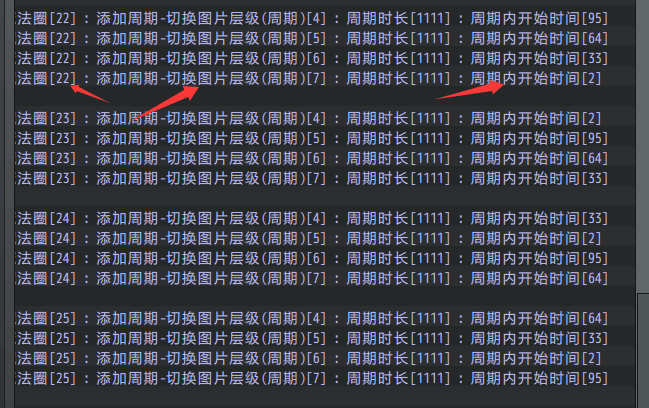 法圈[22] : 添加周期-切换图片层级(周期)[4] : 周期时长[1111] : 周期内开始时间[95]
法圈[22] : 添加周期-切换图片层级(周期)[5] : 周期时长[1111] : 周期内开始时间[64]
法圈[22] : 添加周期-切换图片层级(周期)[6] : 周期时长[1111] : 周期内开始时间[33]
法圈[22] : 添加周期-切换图片层级(周期)[7] : 周期时长[1111] : 周期内开始时间[2]
法圈[23] : 添加周期-切换图片层级(周期)[4] : 周期时长[1111] : 周期内开始时间[2]
法圈[23] : 添加周期-切换图片层级(周期)[5] : 周期时长[1111] : 周期内开始时间[95]
法圈[23] : 添加周期-切换图片层级(周期)[6] : 周期时长[1111] : 周期内开始时间[64]
法圈[23] : 添加周期-切换图片层级(周期)[7] : 周期时长[1111] : 周期内开始时间[33]
法圈[24] : 添加周期-切换图片层级(周期)[4] : 周期时长[1111] : 周期内开始时间[33]
法圈[24] : 添加周期-切换图片层级(周期)[5] : 周期时长[1111] : 周期内开始时间[2]
法圈[24] : 添加周期-切换图片层级(周期)[6] : 周期时长[1111] : 周期内开始时间[95]
法圈[24] : 添加周期-切换图片层级(周期)[7] : 周期时长[1111] : 周期内开始时间[64]
法圈[25] : 添加周期-切换图片层级(周期)[4] : 周期时长[1111] : 周期内开始时间[64]
法圈[25] : 添加周期-切换图片层级(周期)[5] : 周期时长[1111] : 周期内开始时间[33]
法圈[25] : 添加周期-切换图片层级(周期)[6] : 周期时长[1111] : 周期内开始时间[2]
法圈[25] : 添加周期-切换图片层级(周期)[7] : 周期时长[1111] : 周期内开始时间[95]